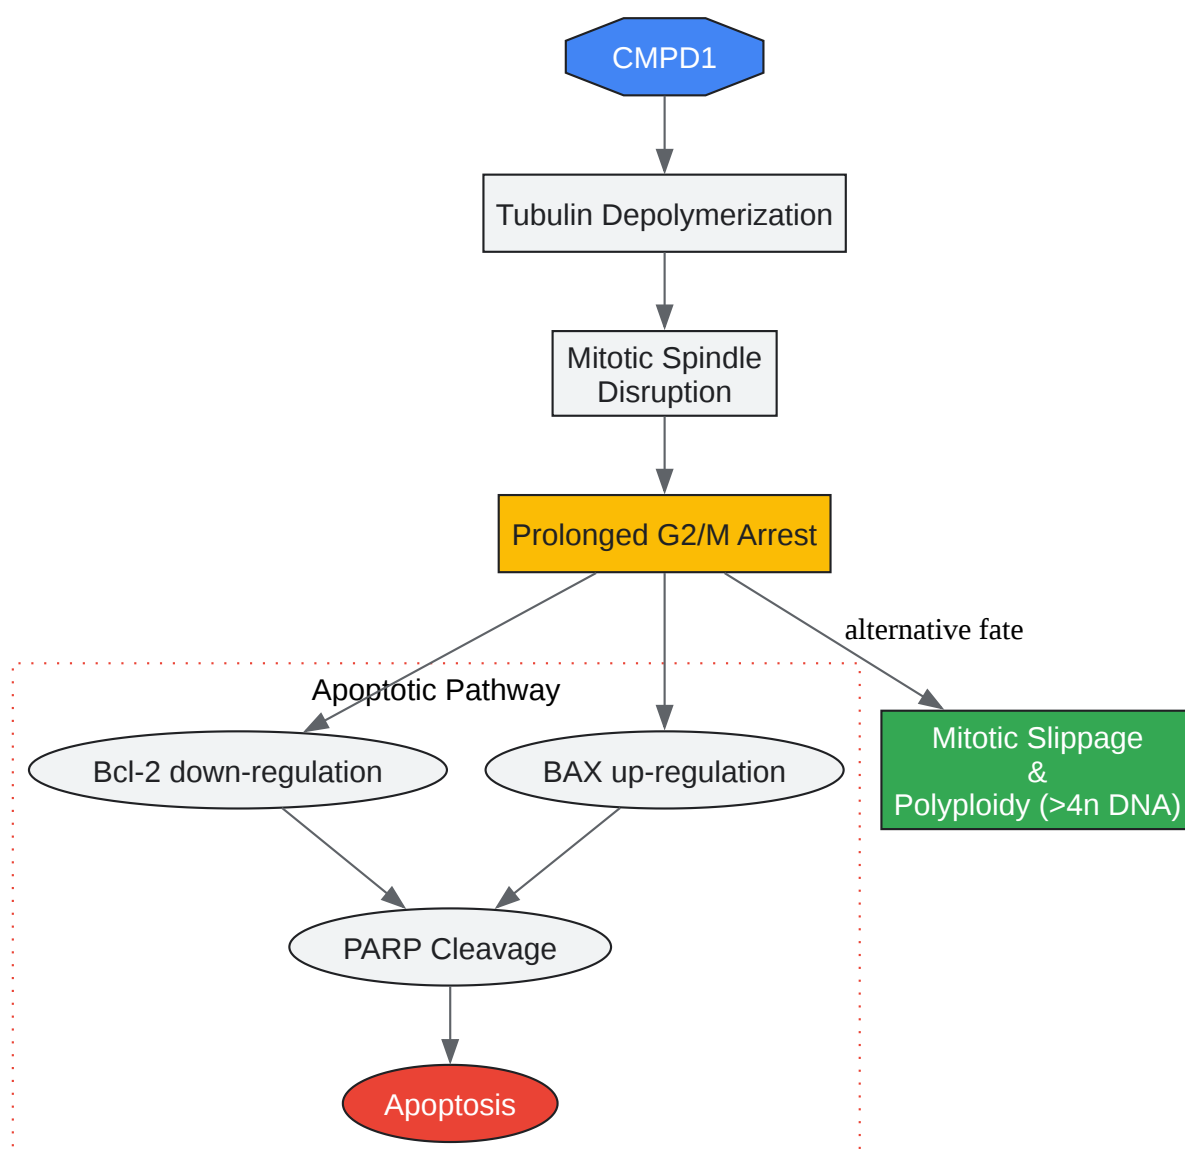 CMPD1
Tubulin Depolymerization
Mitotic Spindle
Disruption
Prolonged G2/M Arrest
alternative fate
Apoptotic Pathway
Bcl-2 down-regulation
BAX up-regulation
Mitotic Slippage
&
Polyploidy (>4n DNA)
PARP Cleavage
Apoptosis